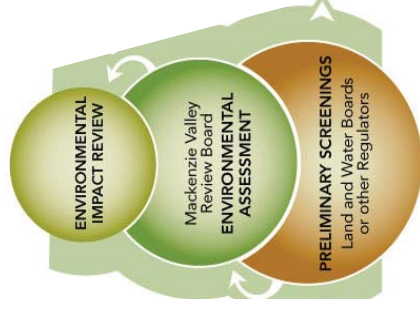 ENVIRONMENTAL
IMPACT REVIEW
Mackenzie Valley
Review Board
ENVIRONMENTAL
ASSESSMENT
PRELIMINARY SCREENINGS
Land and Water Boards
or other Regulators